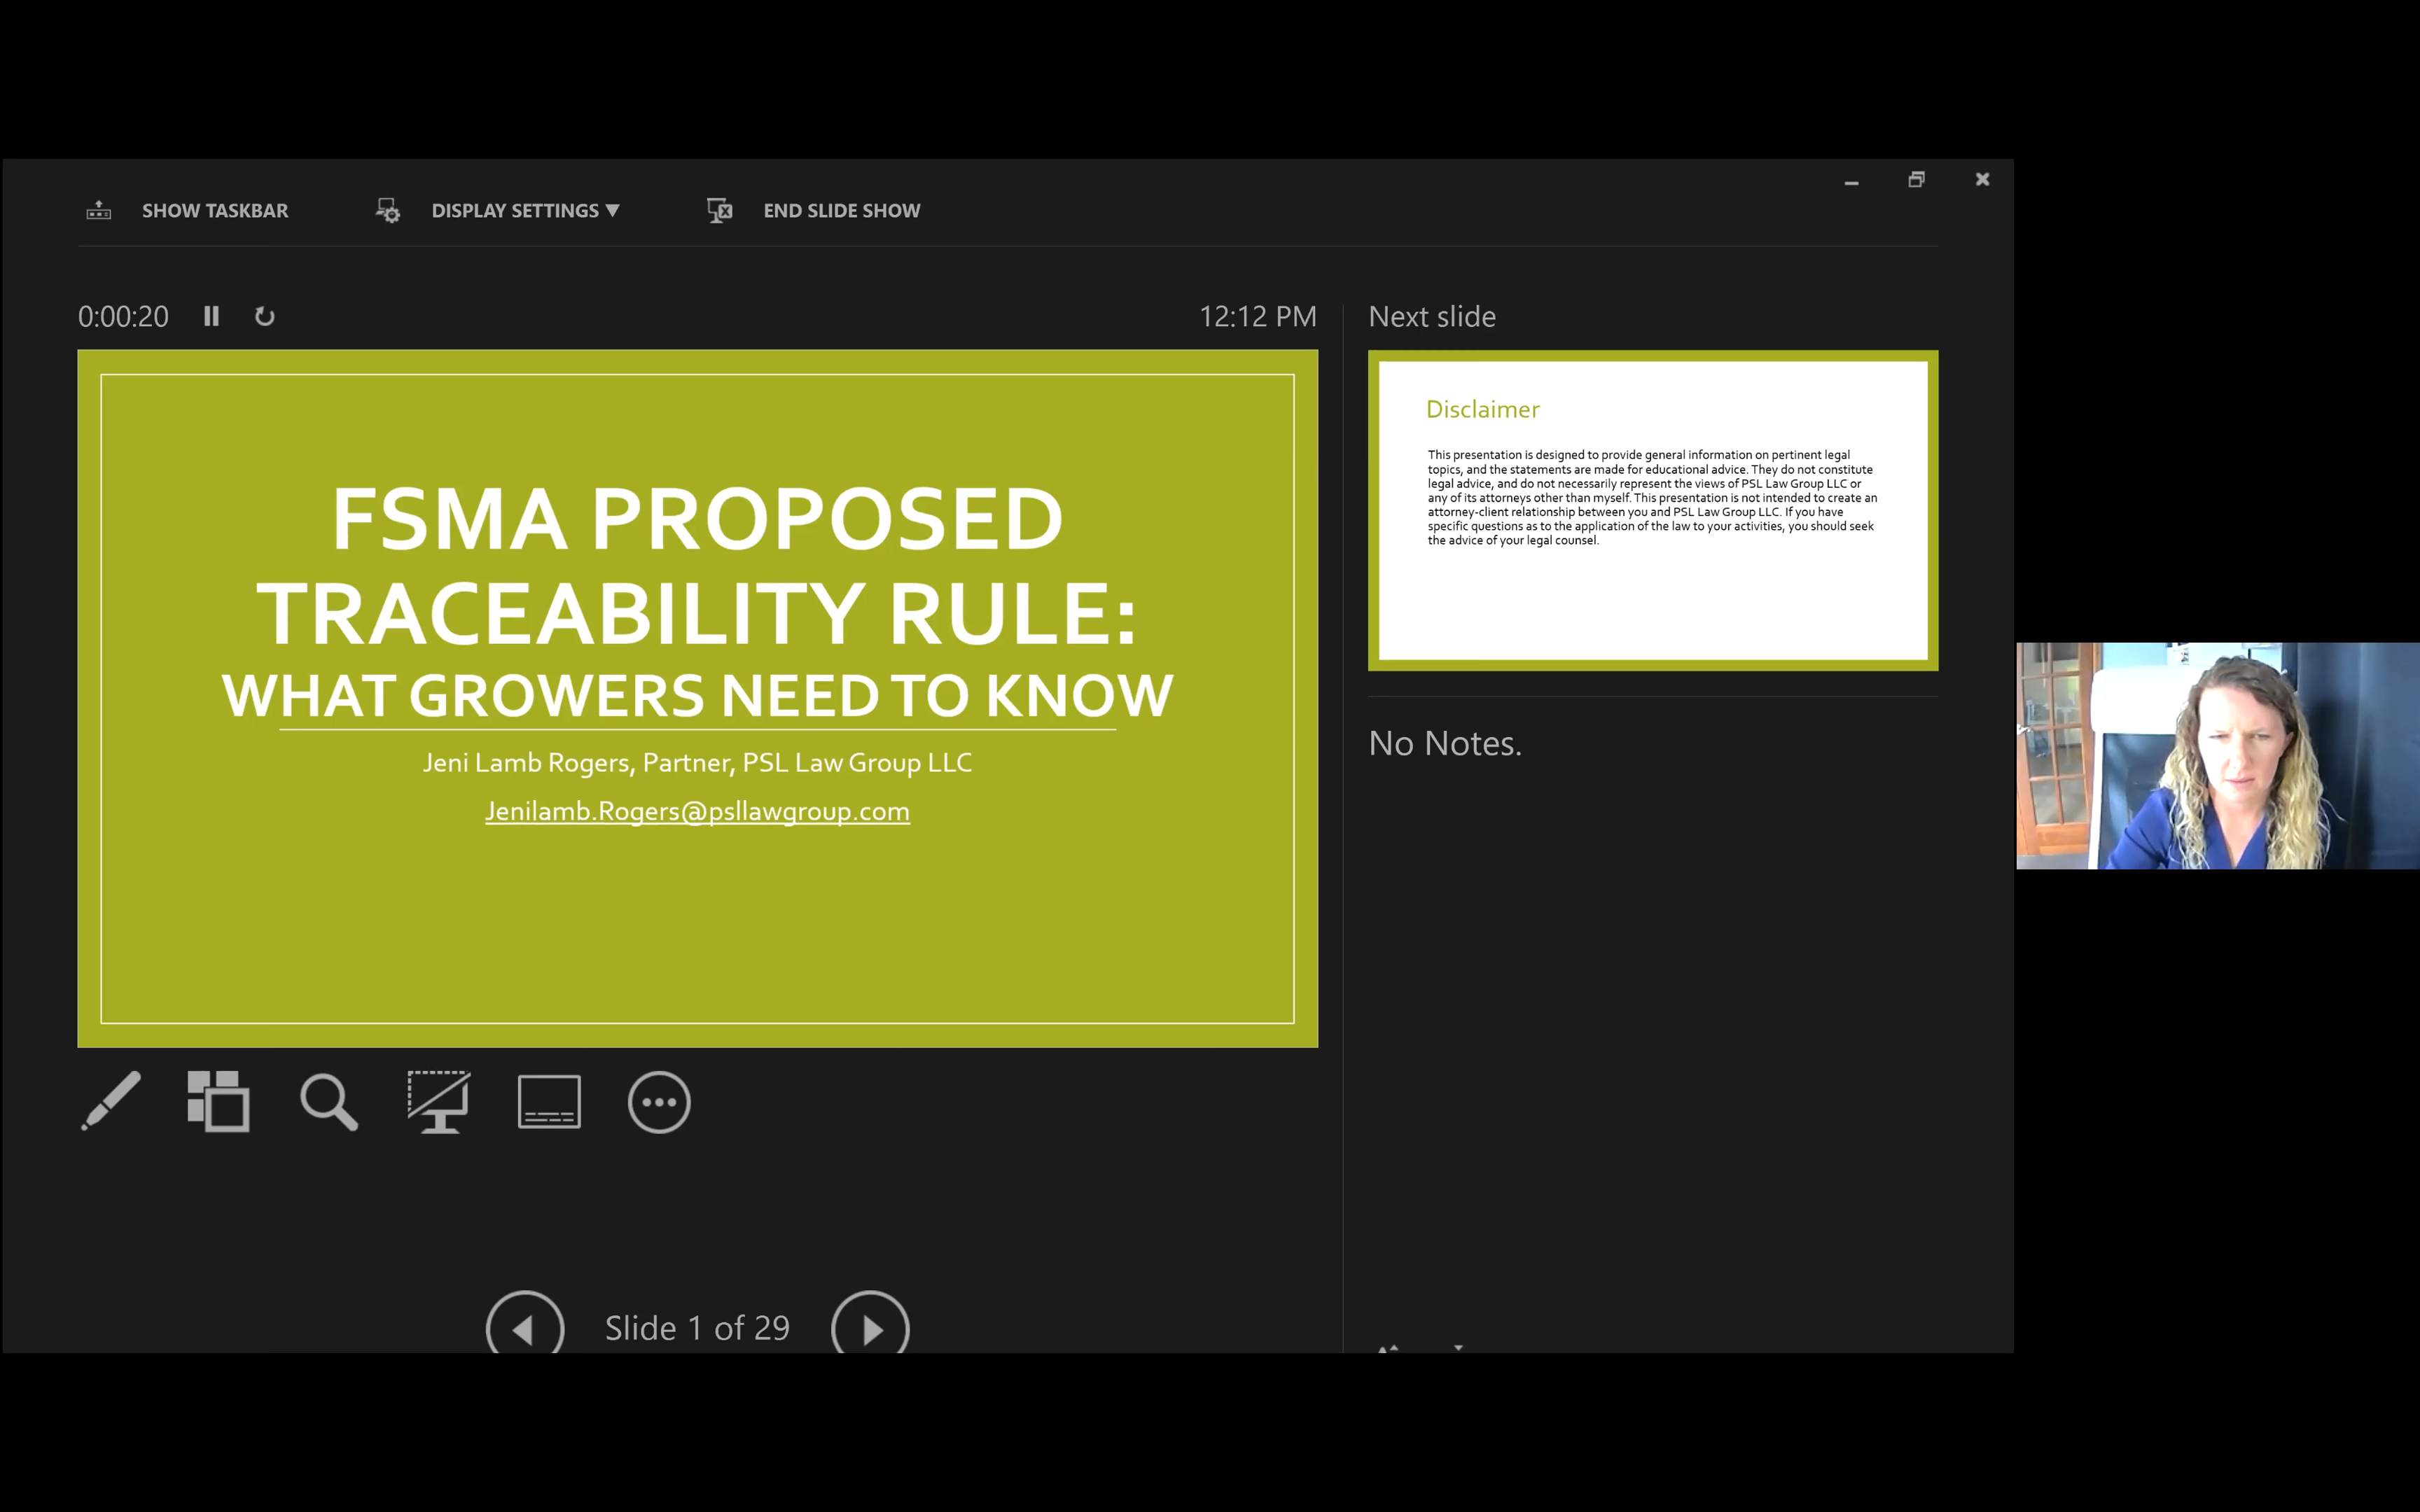 SHOW TASKBAR
DISPLAY SETTINGS ▼
END SLIDE SHOW
0:00:20
12:12 PM
FSMA PROPOSED
TRACEABILITY RULE:
WHAT GROWERS NEED TO KNOW
Jeni Lamb Rogers, Partner, PSL Law Group LLC
Jenilamb.Rogers@psllawgroup.com
Slide 1 of 29
Next slide
Disclaimer
This presentation is designed to provide general information on pertinent legal
topics, and the statements are made for educational advice. They do not constitute
legal advice, and do not necessarily represent the views of PSL Law Group LLC or
any of its attorneys other than myself. This presentation is not intended to create an
attorney-client relationship between you and PSL Law Group LLC. If you have
specific questions as to the application of the law to your activities, you should seek
the advice of your legal counsel.
No Notes.